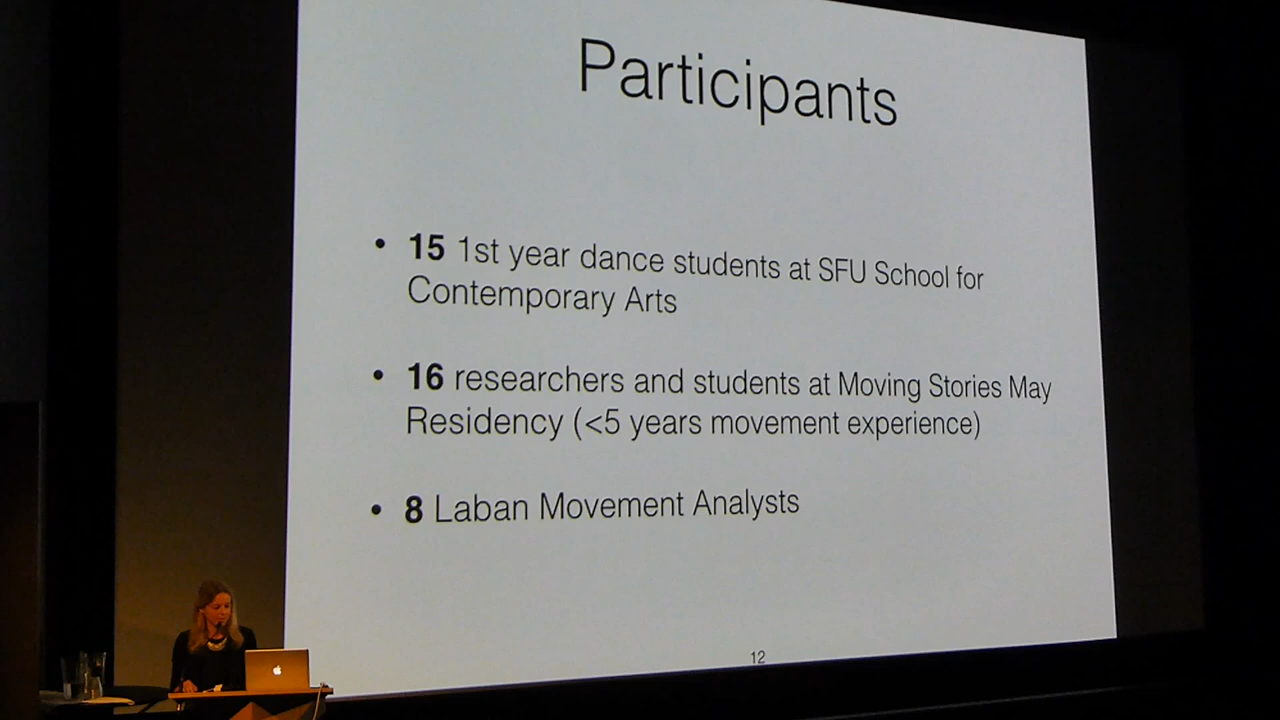 Participants
• 15 1st year dance students at SFU School for
Contemporary Arts
• 16 researchers and students at Moving Stories May
Residency (<5 years movement experience)
• 8 Laban Movement Analysts
12